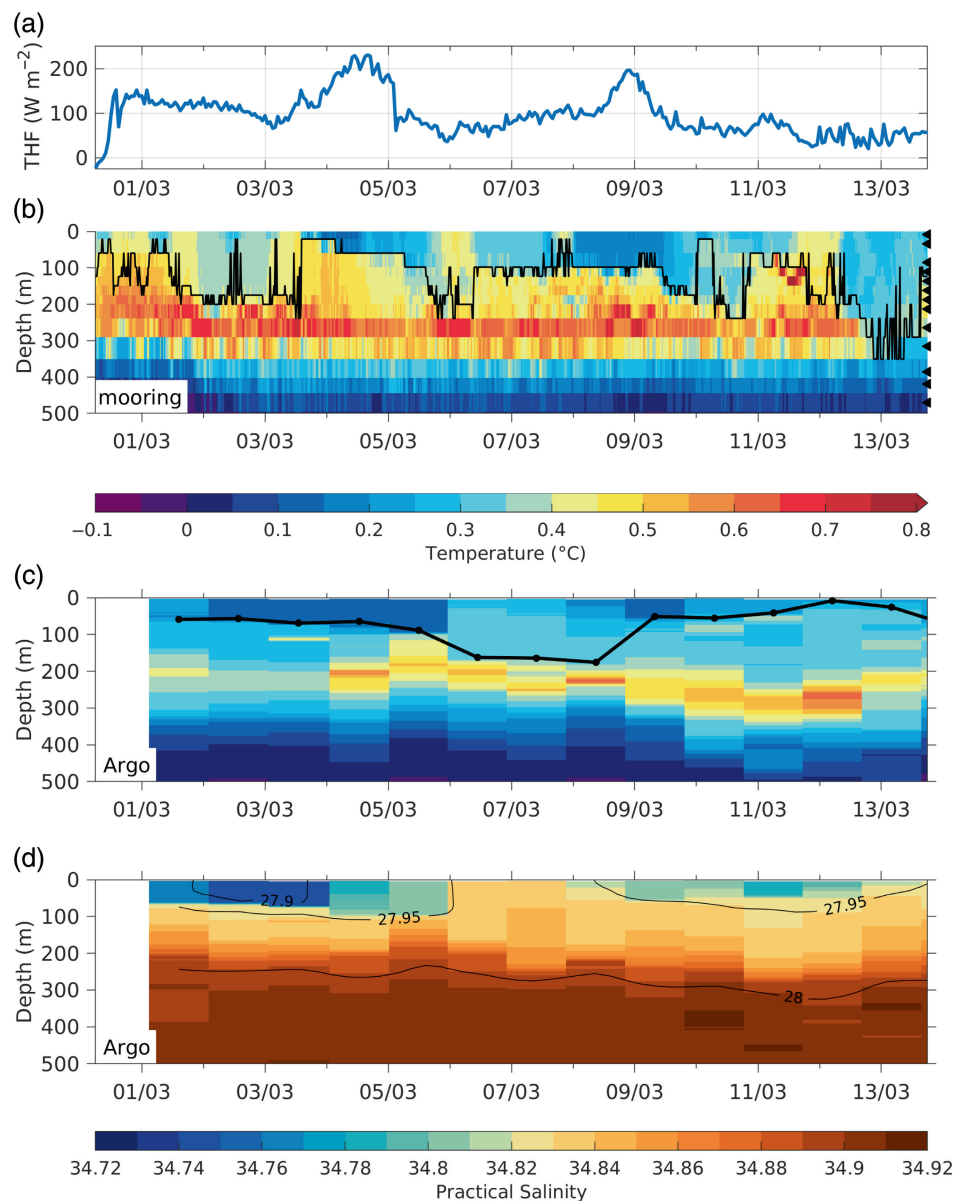 (a)
THF (W m⁻²)
200
100
0
01/03 03/03 05/03 07/03 09/03 11/03 13/03
(b)
Depth (m)
0
100
200
300
400
500
mooring
01/03 03/03 05/03 07/03 09/03 11/03 13/03
−0.1 0 0.1 0.2 0.3 0.4 0.5 0.6 0.7 0.8
Temperature (°C)
(c)
Depth (m)
0
100
200
300
400
500
Argo
01/03 03/03 05/03 07/03 09/03 11/03 13/03
(d)
Depth (m)
0
100
200
300
400
500
27.9
27.95
27.95
28
Argo
01/03 03/03 05/03 07/03 09/03 11/03 13/03
34.72 34.74 34.76 34.78 34.8 34.82 34.84 34.86 34.88 34.9 34.92
Practical Salinity